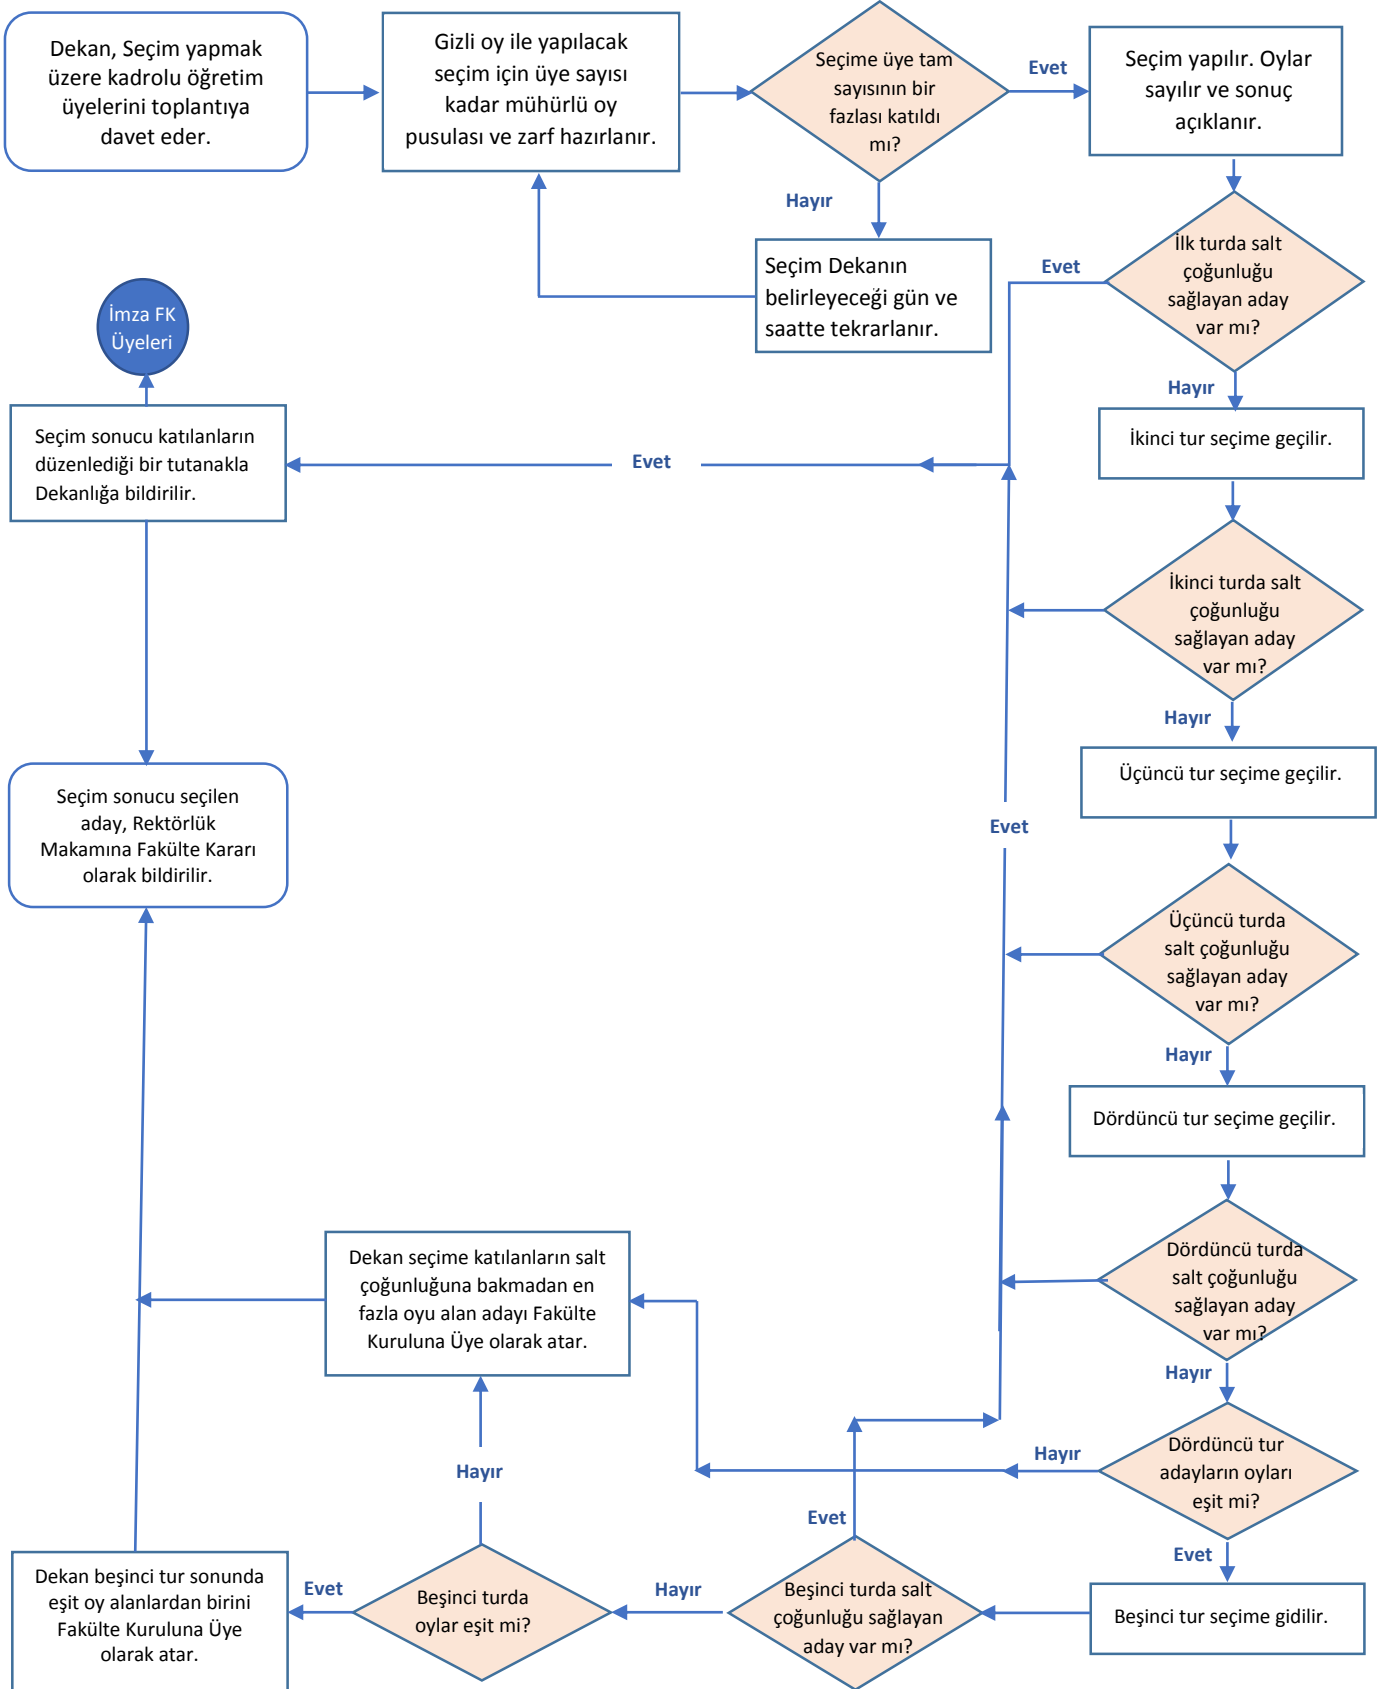 Dekan, Seçim yapmak
üzere kadrolu öğretim
üyelerini toplantıya
davet eder.
Gizli oy ile yapılacak
seçim için üye sayısı
kadar mühürlü oy
pusulası ve zarf hazırlanır.
Seçime üye tam
sayısının bir
fazlası katıldı
mı?
Evet
Seçim yapılır. Oylar
sayılır ve sonuç
açıklanır.
Hayır
Seçim Dekanın
belirleyeceği gün ve
saatte tekrarlanır.
İlk turda salt
çoğunluğu
sağlayan aday
var mı?
Evet
Hayır
İkinci tur seçime geçilir.
İmza FK
Üyeleri
Seçim sonucu katılanların
düzenlediği bir tutanakla
Dekanlığa bildirilir.
Evet
İkinci turda salt
çoğunluğu
sağlayan aday
var mı?
Hayır
Üçüncü tur seçime geçilir.
Seçim sonucu seçilen
aday, Rektörlük
Makamına Fakülte Kararı
olarak bildirilir.
Evet
Üçüncü turda
salt çoğunluğu
sağlayan aday
var mı?
Hayır
Dördüncü tur seçime geçilir.
Dördüncü turda
salt çoğunluğu
sağlayan aday
var mı?
Hayır
Dekan seçime katılanların salt
çoğunluğuna bakmadan en
fazla oyu alan adayı Fakülte
Kuruluna Üye olarak atar.
Dördüncü tur
adayların oyları
eşit mi?
Hayır
Evet
Beşinci tur seçime gidilir.
Beşinci turda salt
çoğunluğu sağlayan
aday var mı?
Evet
Hayır
Beşinci turda
oylar eşit mi?
Hayır
Evet
Dekan beşinci tur sonunda
eşit oy alanlardan birini
Fakülte Kuruluna Üye
olarak atar.